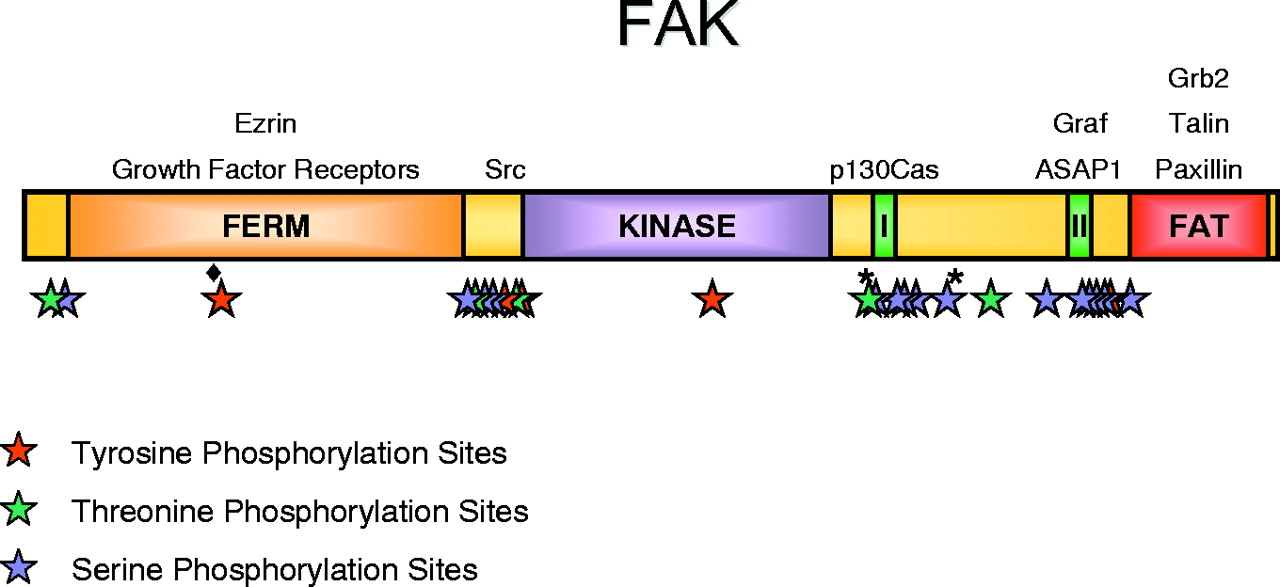 FAK
Grb2
Ezrin Graf Talin
Growth Factor Receptors Src p130Cas ASAP1 Paxillin
FERM KINASE I II FAT
* *
Tyrosine Phosphorylation Sites
Threonine Phosphorylation Sites
Serine Phosphorylation Sites